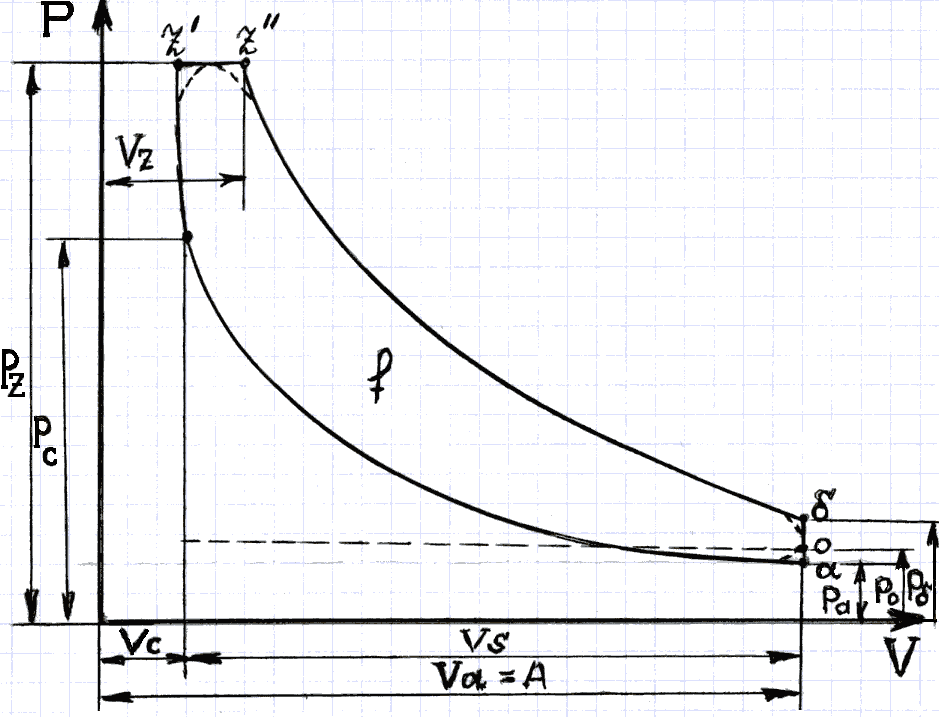 P
z' z"
Vz
Pz
Pc
f
δ
o
a
Pa Po Pδ
Vc Vs V
Va = A